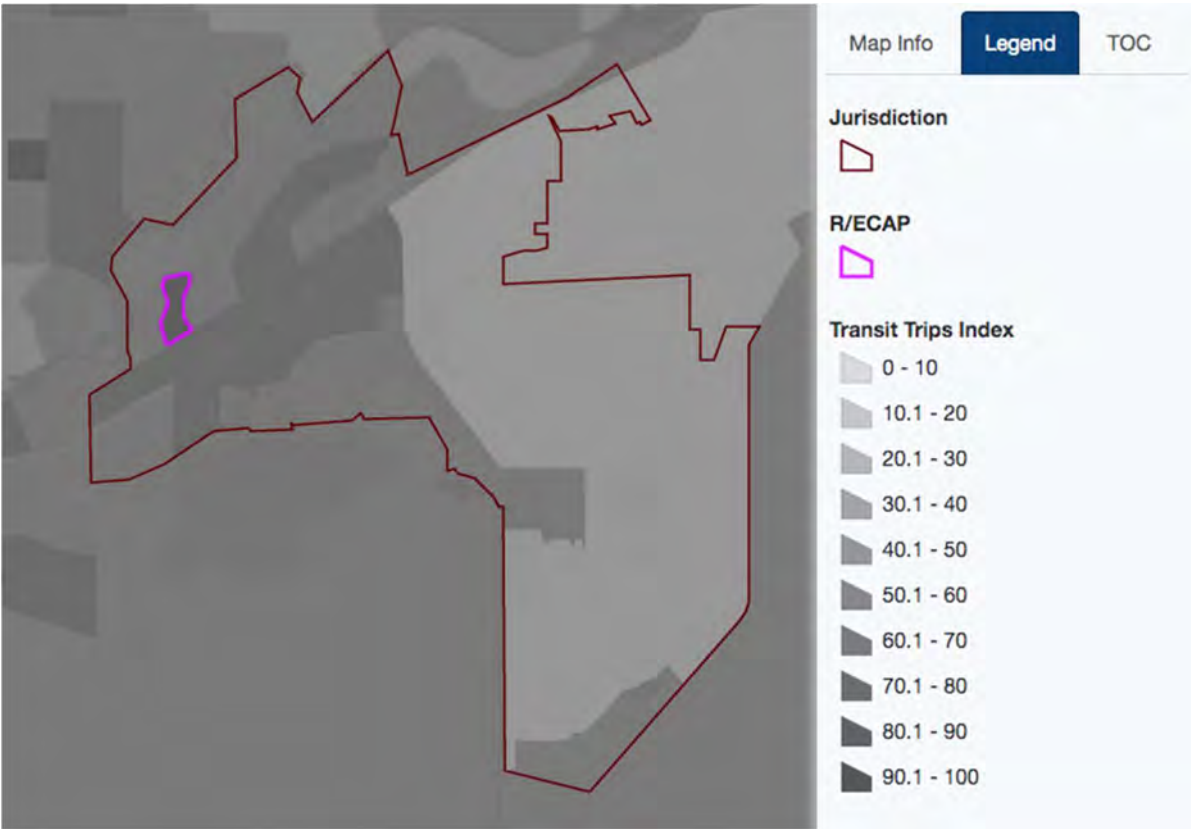 Map Info Legend TOC
Jurisdiction
R/ECAP
Transit Trips Index
0 - 10
10.1 - 20
20.1 - 30
30.1 - 40
40.1 - 50
50.1 - 60
60.1 - 70
70.1 - 80
80.1 - 90
90.1 - 100